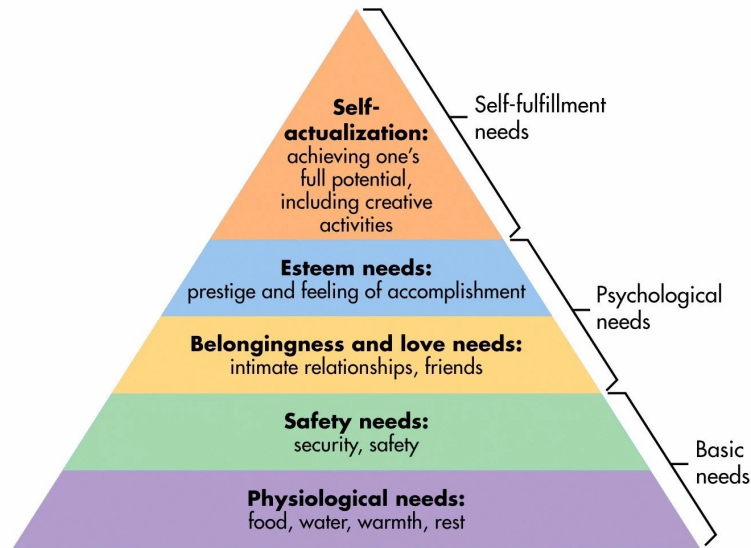 Self-
actualization:
achieving one's
full potential,
including creative
activities
Self-fulfillment
needs
Esteem needs:
prestige and feeling of accomplishment
Psychological
needs
Belongingness and love needs:
intimate relationships, friends
Safety needs:
security, safety
Basic
needs
Physiological needs:
food, water, warmth, rest